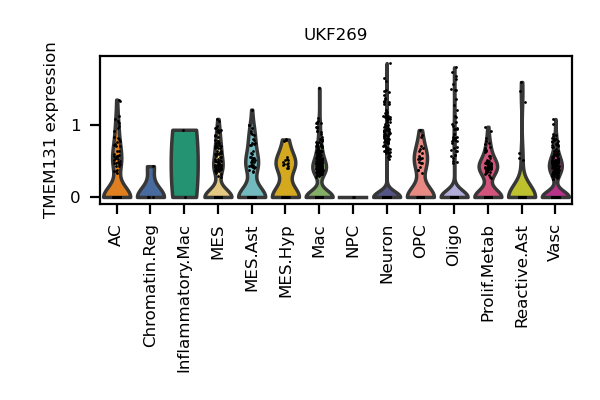 UKF269
TMEM131 expression
1
0
AC
Chromatin.Reg
Inflammatory.Mac
MES
MES.Ast
MES.Hyp
Mac
NPC
Neuron
OPC
Oligo
Prolif.Metab
Reactive.Ast
Vasc